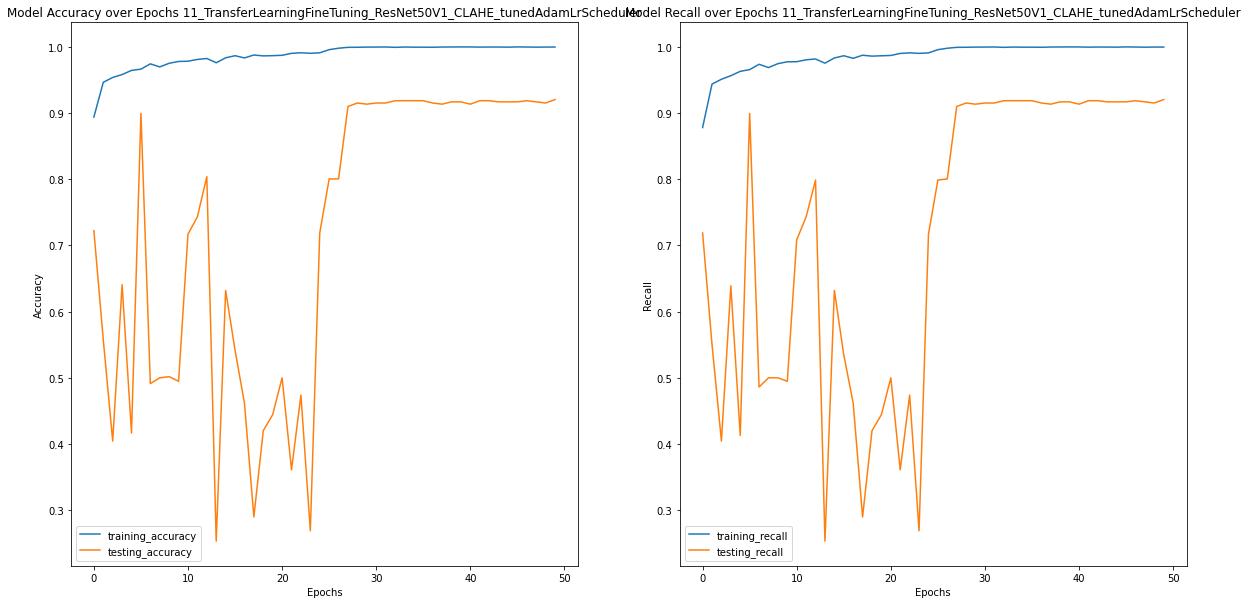 Model Accuracy over Epochs 11_TransferLearningFineTuning_ResNet50V1_CLAHE_tunedAdamLrScheduler
1.0
0.9
0.8
0.7
0.6
0.5
0.4
0.3
Accuracy
training_accuracy
testing_accuracy
0 10 20 30 40 50
Epochs
Model Recall over Epochs 11_TransferLearningFineTuning_ResNet50V1_CLAHE_tunedAdamLrScheduler
1.0
0.9
0.8
0.7
0.6
0.5
0.4
0.3
Recall
training_recall
testing_recall
0 10 20 30 40 50
Epochs